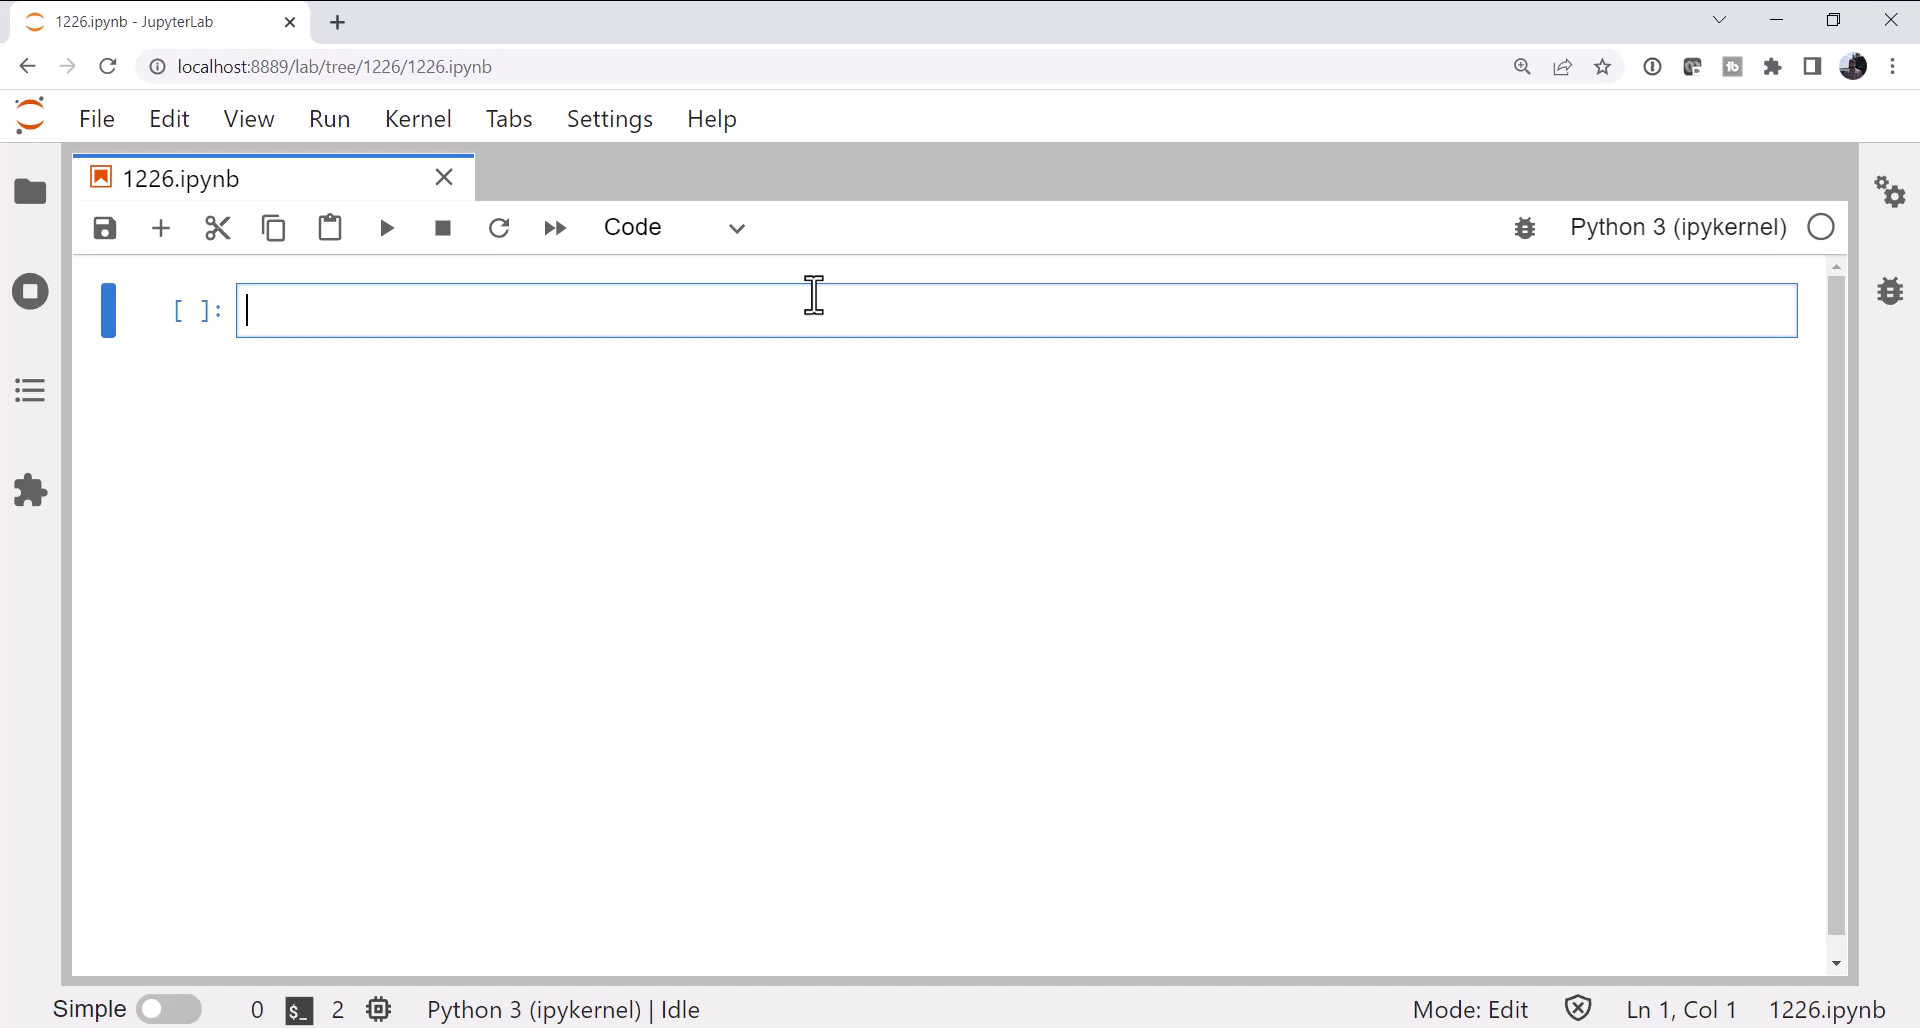 1226.ipynb - JupyterLab
localhost:8889/lab/tree/1226/1226.ipynb
File Edit View Run Kernel Tabs Settings Help
1226.ipynb
Code Python 3 (ipykernel)
[ ]:
Simple 0 $_ 2 Python 3 (ipykernel) | Idle Mode: Edit Ln 1, Col 1 1226.ipynb